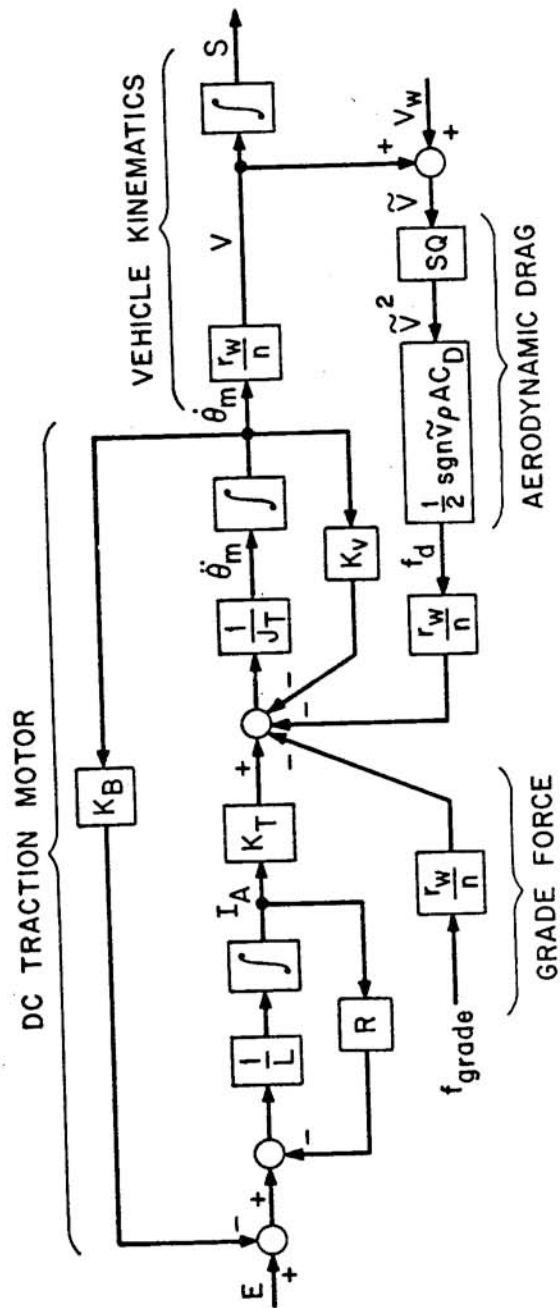 DC TRACTION MOTOR
VEHICLE KINEMATICS
K_B
E
+
−
+
−
1/L
∫
I_A
R
K_T
+
−
−
−
1/J_T
θ̈_m
∫
θ̇_m
K_V
r_w/n
V
∫
S
+
V_W
+
Ṽ
SQ
Ṽ²
1/2 sgnṽρAC_D
f_d
r_w/n
AERODYNAMIC DRAG
f_grade
r_w/n
GRADE FORCE